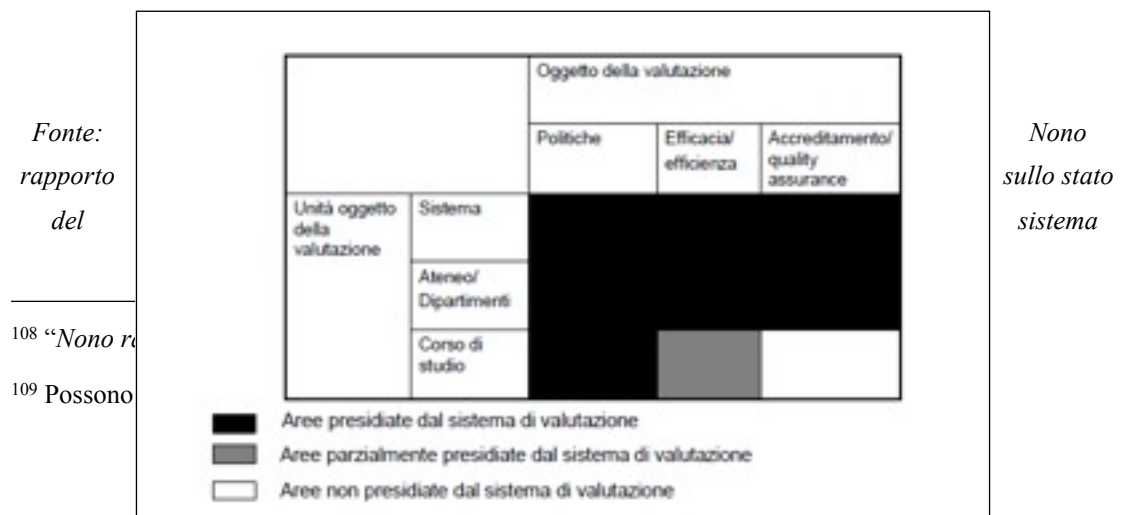 Oggetto della valutazione
Politiche
Efficacia/
efficienza
Accreditamento/
quality
assurance
Unità oggetto
della
valutazione
Sistema
Ateneo/
Dipartimenti
Corso di
studio
Aree presidiate dal sistema di valutazione
Aree parzialmente presidiate dal sistema di valutazione
Aree non presidiate dal sistema di valutazione
Fonte: Nono
rapporto sullo stato
del sistema
108 “Nono
109 Possono